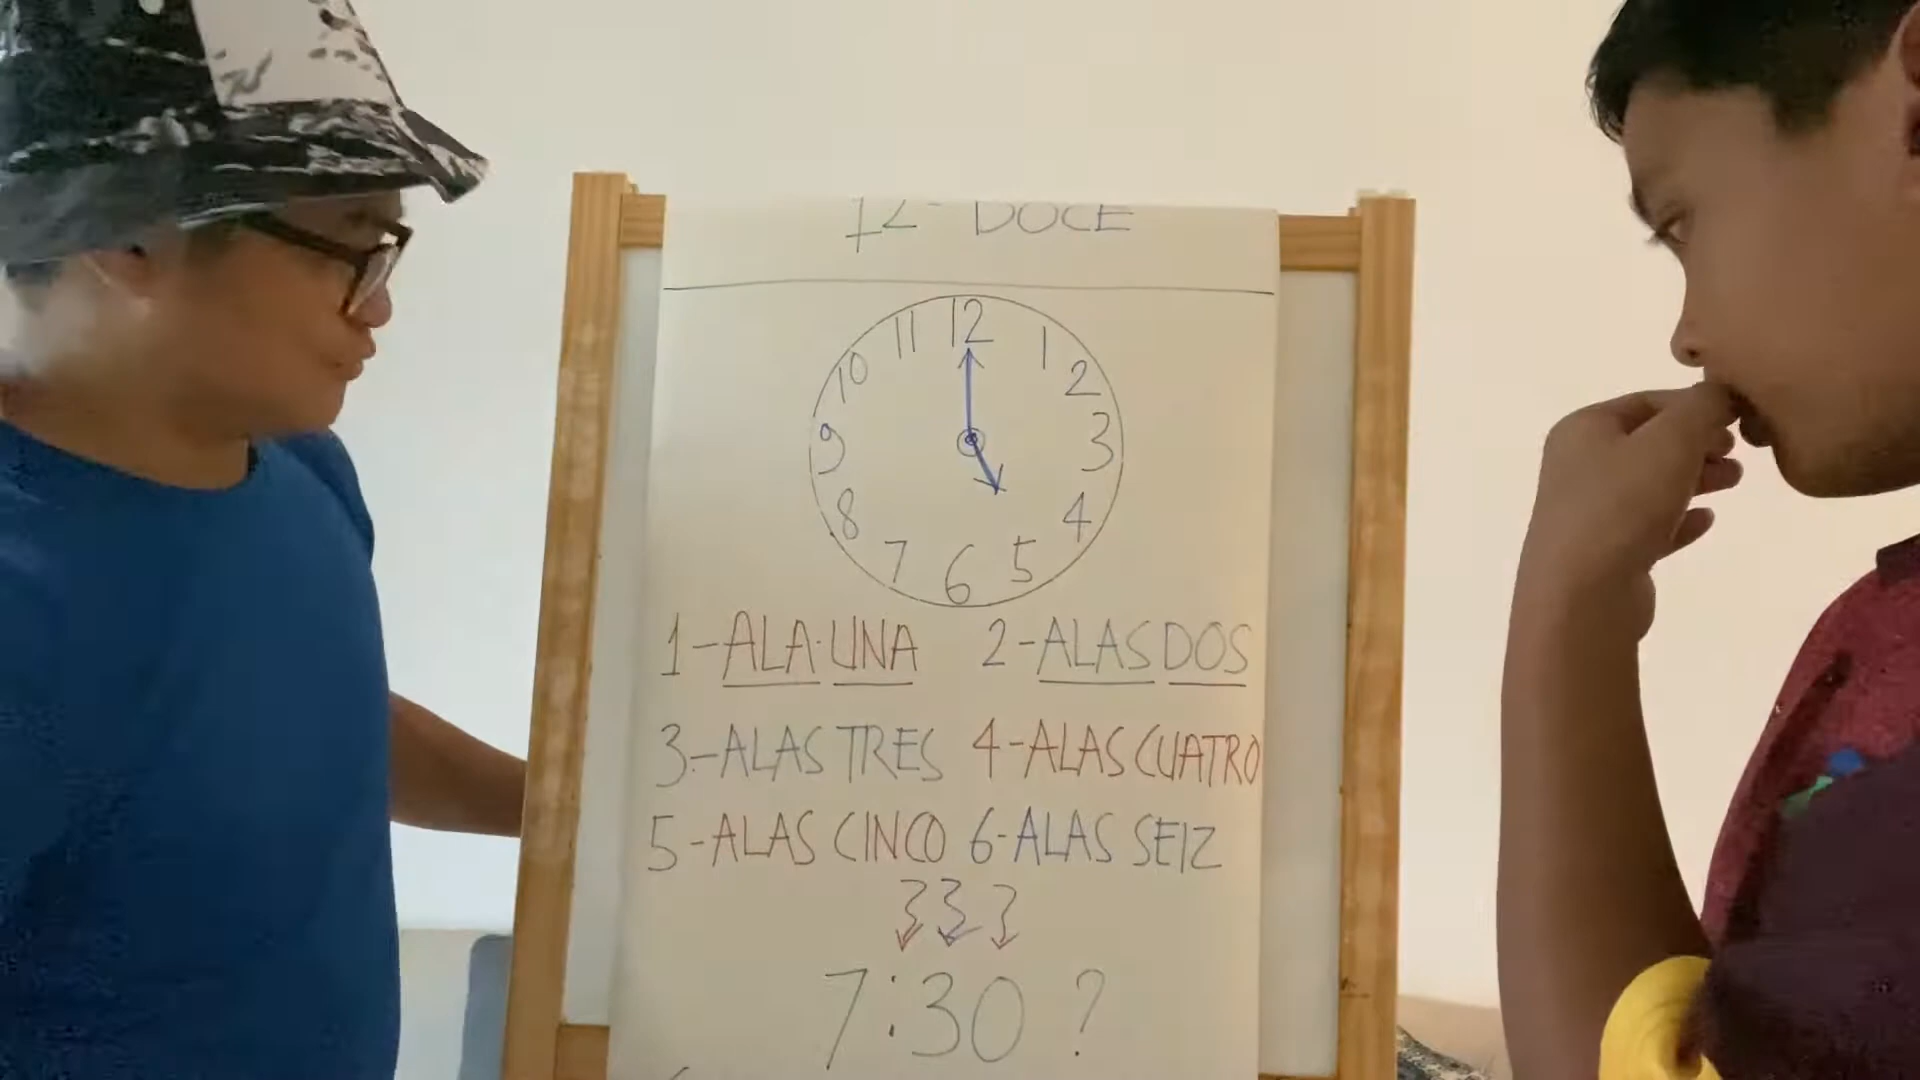 12- DOCE
11 12 1
10 2
9 3
8 4
7 6 5
1-ALA UNA 2-ALAS DOS
3-ALAS TRES 4-ALAS CUATRO
5-ALAS CINCO 6-ALAS SEIZ
7:30 ?